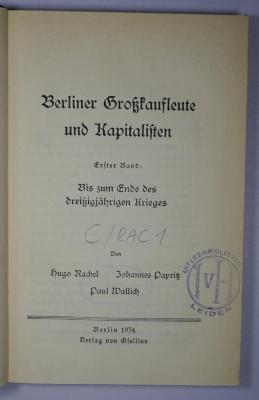 Berliner Großkaufleute
und Kapitalisten
Erster Band:
Bis zum Ende des
dreißigjährigen Krieges
C/RAC 1
Von
Hugo Rachel Johannes Papritz
Paul Wallich
LEIDEN
Berlin 1934
Verlag von Gsellius